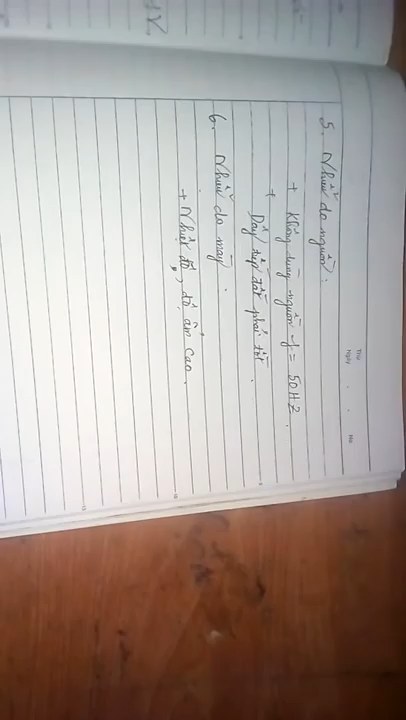 5. Nhiễu do nguồn:
+ Không dùng nguồn f = 50HZ.
+ Dây tiếp đất phải tốt.
6. Nhiễu do máy.
+ Nhiệt độ, độ ẩm cao.